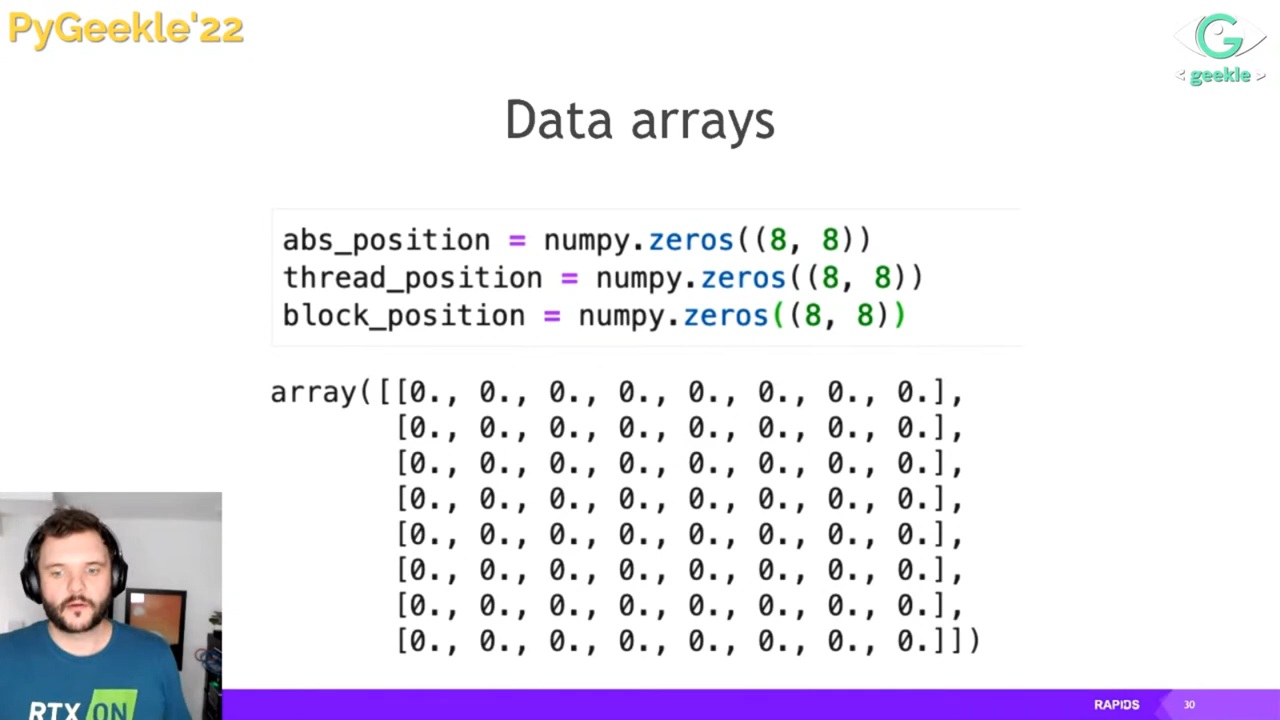 PyGeekle'22
G
< geekle >
Data arrays
abs_position = numpy.zeros((8, 8))
thread_position = numpy.zeros((8, 8))
block_position = numpy.zeros((8, 8))
array([[0., 0., 0., 0., 0., 0., 0., 0.],
[0., 0., 0., 0., 0., 0., 0., 0.],
[0., 0., 0., 0., 0., 0., 0., 0.],
[0., 0., 0., 0., 0., 0., 0., 0.],
[0., 0., 0., 0., 0., 0., 0., 0.],
[0., 0., 0., 0., 0., 0., 0., 0.],
[0., 0., 0., 0., 0., 0., 0., 0.],
[0., 0., 0., 0., 0., 0., 0., 0.]])
RTX ON
RAPIDS 30